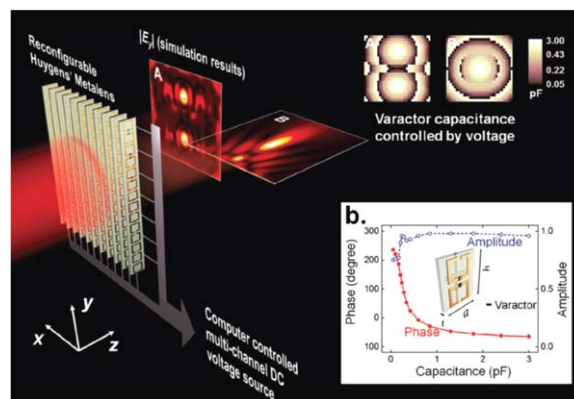 Reconfigurable
Huygens' Metalens
|Ey| (simulation results)
A
B
A
B
3.00
0.43
0.22
0.05
pF
Varactor capacitance
controlled by voltage
y
x
z
Computer controlled
multi-channel DC
voltage source
b.
Phase (degree)
300
200
100
0
100
Amplitude
Phase
h
t
Varactor
1.0
0.5
0.0
Amplitude
0
1
2
3
Capacitance (pF)